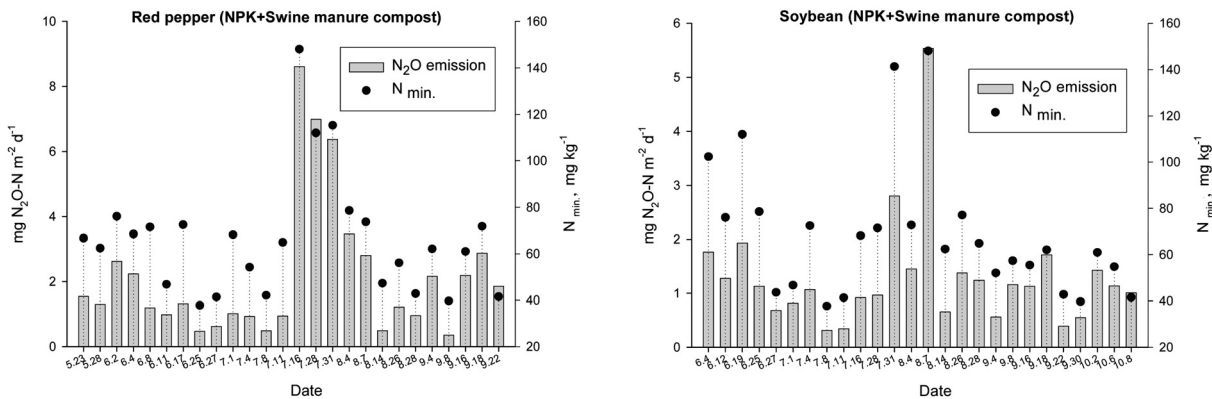 Red pepper (NPK+Swine manure compost)
mg N₂O-N m⁻² d⁻¹
10
8
6
4
2
0
N₂O emission
N min.
160
140
120
100
80
60
40
20
N min., mg kg⁻¹
5.23 5.28 6.2 6.4 6.8 6.11 6.17 6.25 6.27 7.1 7.4 7.8 7.11 7.16 7.28 7.31 8.4 8.7 8.14 8.26 8.28 9.4 9.8 9.16 9.18 9.22
Date
Soybean (NPK+Swine manure compost)
mg N₂O-N m⁻² d⁻¹
6
5
4
3
2
1
0
N₂O emission
N min.
160
140
120
100
80
60
40
20
N min., mg kg⁻¹
6.4 6.12 6.19 6.25 6.27 7.1 7.4 7.8 7.11 7.16 7.28 7.31 8.4 8.7 8.14 8.26 8.28 9.4 9.8 9.16 9.18 9.22 9.30 10.2 10.6 10.8
Date